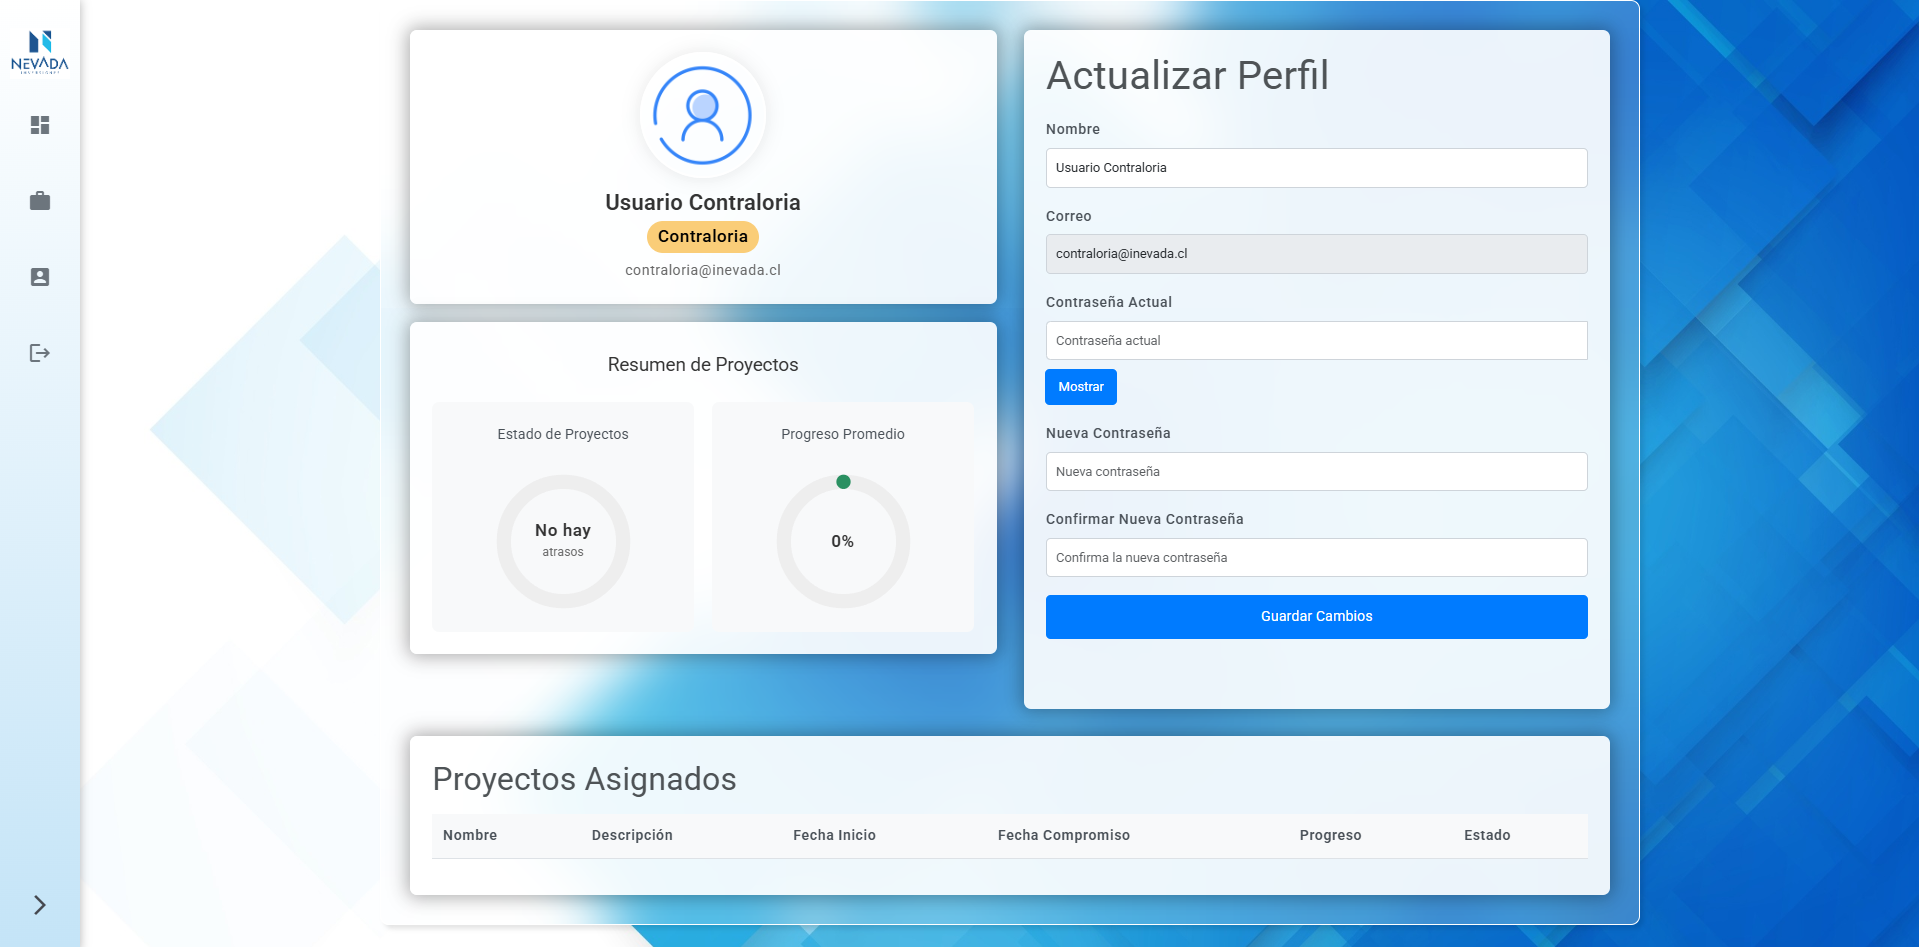 NEVADA
INVERSIONES
Usuario Contraloria
Contraloria
contraloria@inevada.cl
Resumen de Proyectos
Estado de Proyectos
No hay
atrasos
Progreso Promedio
0%
Actualizar Perfil
Nombre
Usuario Contraloria
Correo
contraloria@inevada.cl
Contraseña Actual
Contraseña actual
Mostrar
Nueva Contraseña
Nueva contraseña
Confirmar Nueva Contraseña
Confirma la nueva contraseña
Guardar Cambios
Proyectos Asignados
Nombre Descripción Fecha Inicio Fecha Compromiso Progreso Estado